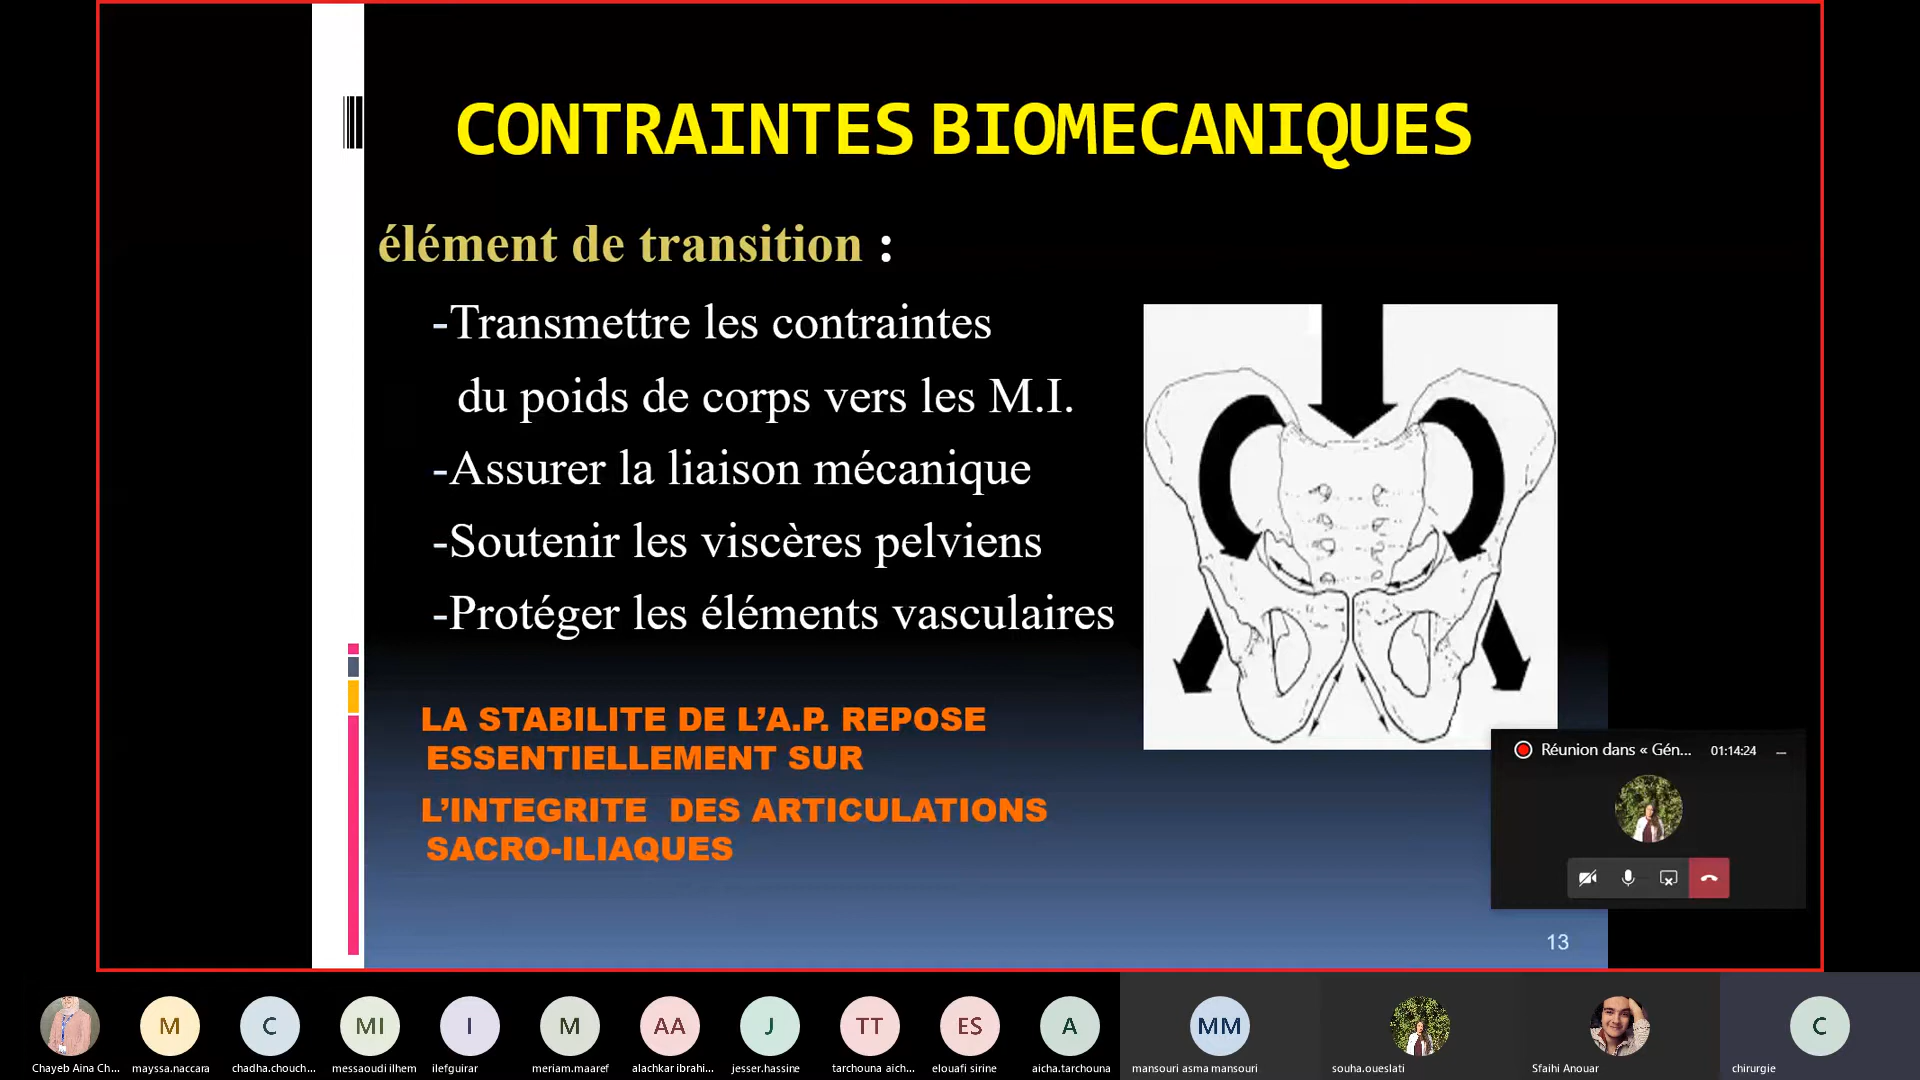 CONTRAINTES BIOMECANIQUES
élément de transition :
-Transmettre les contraintes
du poids de corps vers les M.I.
-Assurer la liaison mécanique
-Soutenir les viscères pelviens
-Protéger les éléments vasculaires
LA STABILITE DE L’A.P. REPOSE
ESSENTIELLEMENT SUR
L’INTEGRITE DES ARTICULATIONS
SACRO-ILIAQUES
Réunion dans « Gén... 01:14:24
13
M
C
MI
I
M
AA
J
TT
ES
A
MM
C
Chayeb Aina Ch...
mayssa.naccara
chadha.chouch...
messaoudi ilhem
ilefguirar
meriam.maaref
alachkar ibrahi...
jesser.hassine
tarchouna aich...
elouafi sirine
aicha.tarchouna
mansouri asma mansouri
souha.oueslati
Sfaihi Anouar
chirurgie